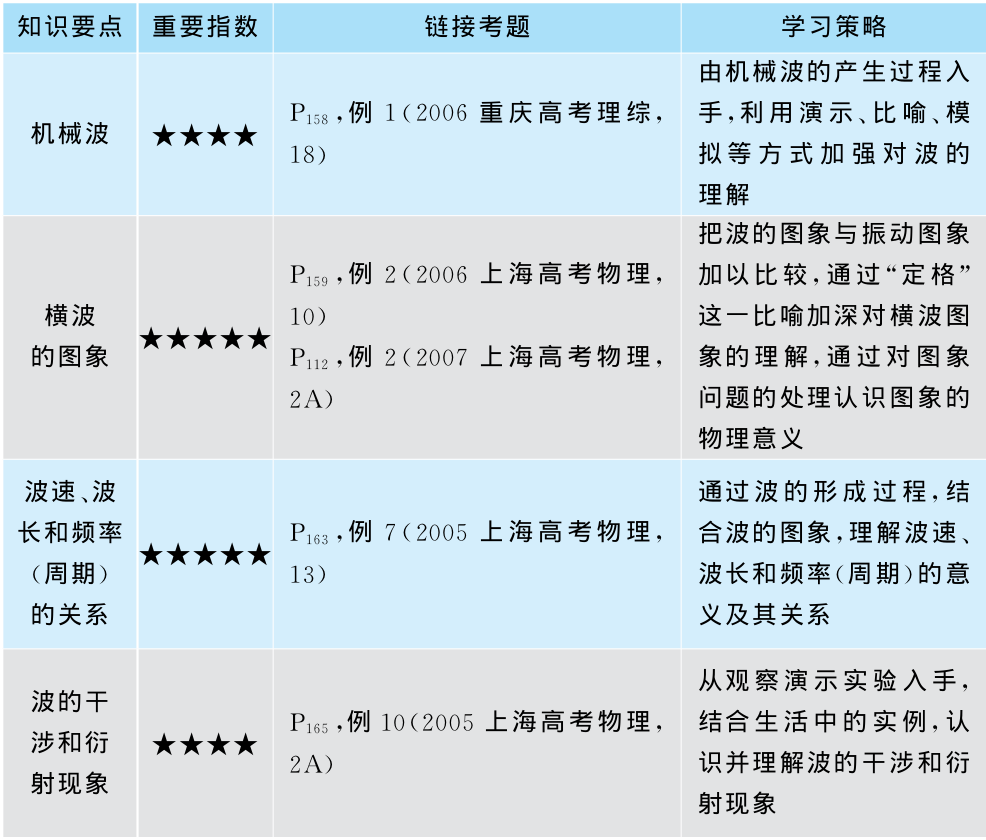 知识要点
重要指数
链接考题
学习策略
机械波
★★★★
P158,例 1(2006 重庆高考理综,
18)
由机械波的产生过程入
手,利用演示、比喻、模
拟等方式加强对波的
理解
横波
的图象
★★★★★
P159,例 2(2006 上海高考物理,
10)
P112,例 2(2007 上海高考物理,
2A)
把波的图象与振动图象
加以比较,通过“定格”
这一比喻加深对横波图
象的理解,通过对图象
问题的处理认识图象的
物理意义
波速、波
长和频率
(周期)
的关系
★★★★★
P163,例 7(2005 上海高考物理,
13)
通过波的形成过程,结
合波的图象,理解波速、
波长和频率(周期)的意
义及其关系
波的干
涉和衍
射现象
★★★★
P165,例 10(2005 上海高考物理,
2A)
从观察演示实验入手,
结合生活中的实例,认
识并理解波的干涉和衍
射现象